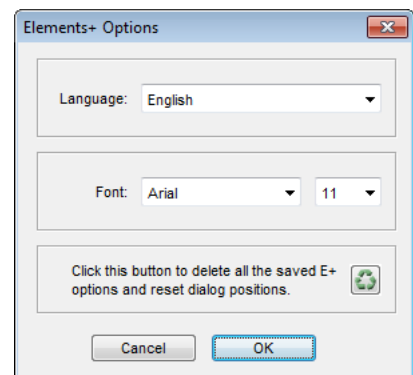 Elements+ Options
Language: English
Font: Arial 11
Click this button to delete all the saved E+
options and reset dialog positions.
Cancel OK